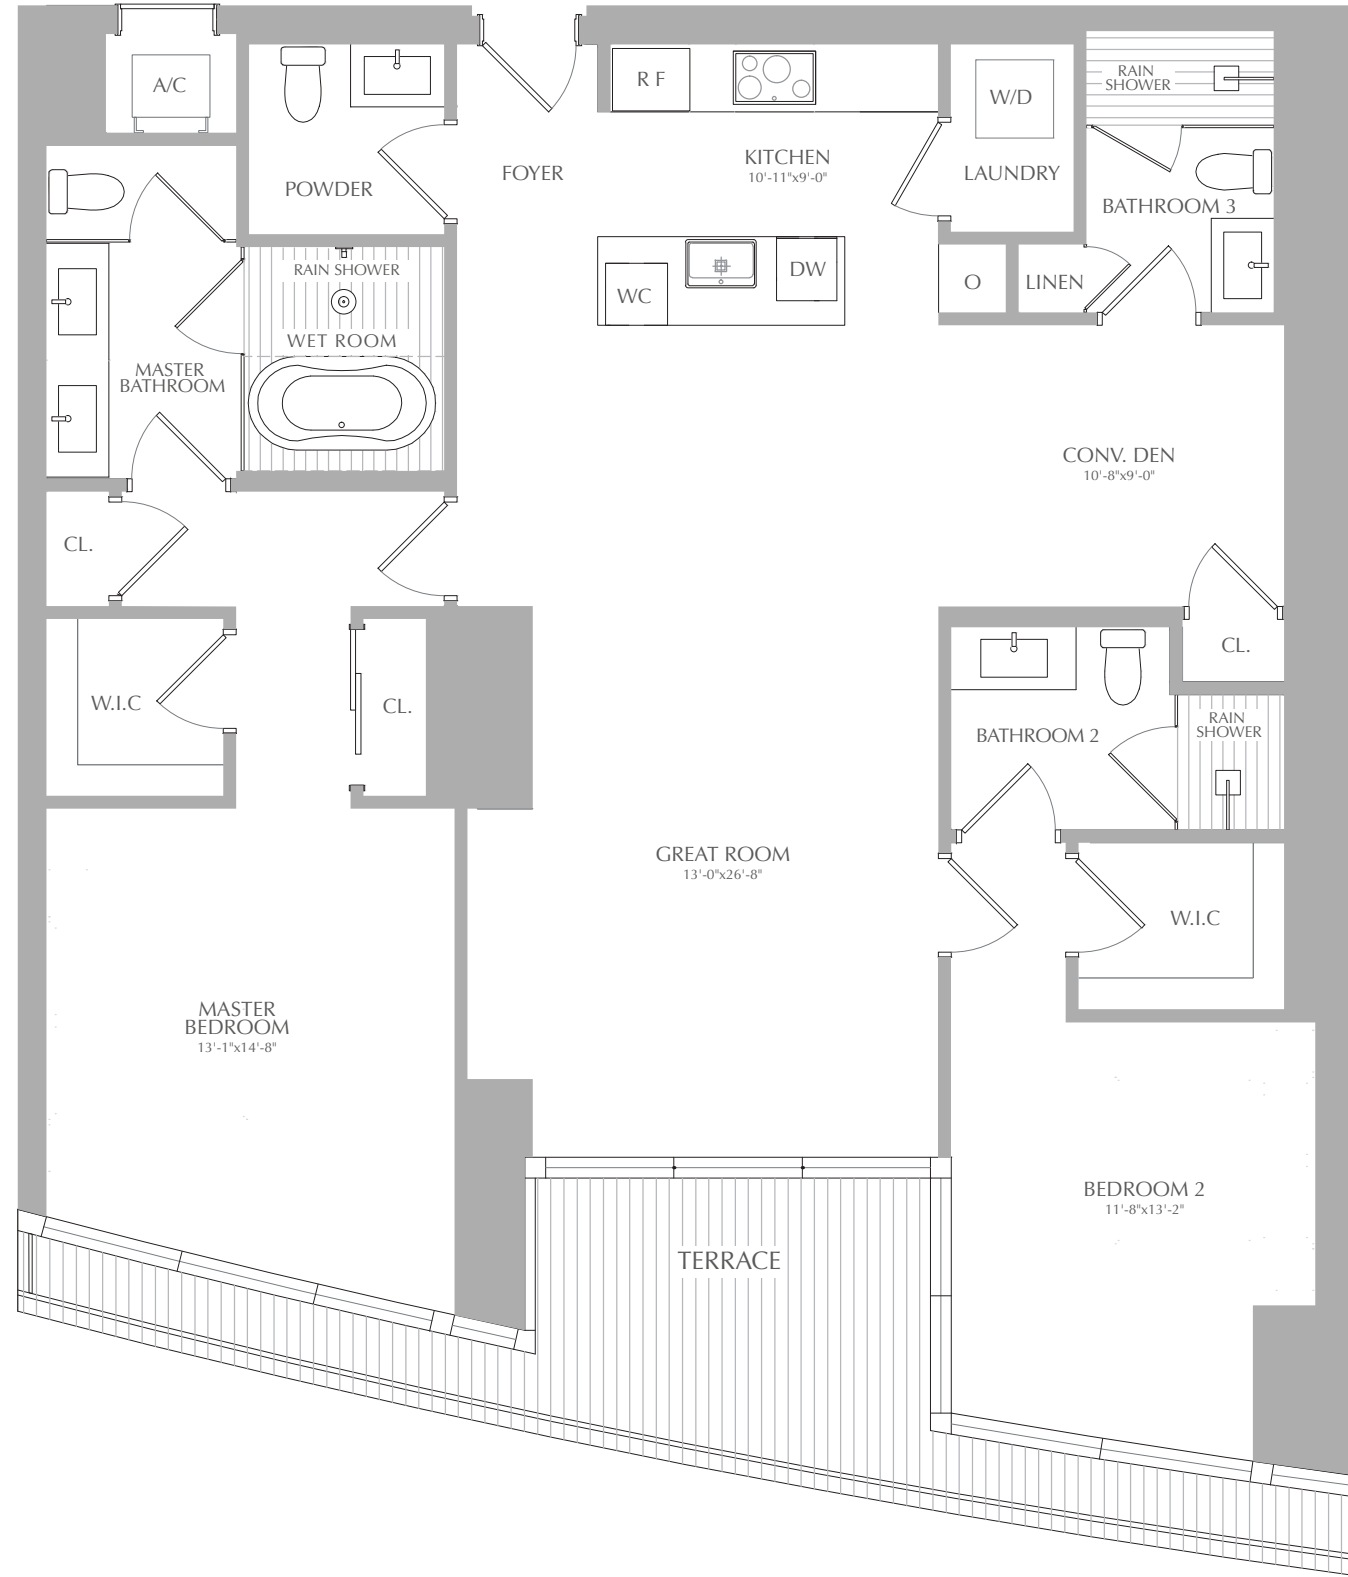 A/C
R F
W/D
RAIN
SHOWER
KITCHEN
10'-11"x9'-0"
FOYER
LAUNDRY
POWDER
BATHROOM 3
RAIN SHOWER
DW
WC
O
LINEN
WET ROOM
MASTER
BATHROOM
CONV. DEN
10'-8"x9'-0"
CL.
CL.
W.I.C
CL.
RAIN
SHOWER
BATHROOM 2
GREAT ROOM
13'-0"x26'-8"
W.I.C
MASTER
BEDROOM
13'-1"x14'-8"
BEDROOM 2
11'-8"x13'-2"
TERRACE